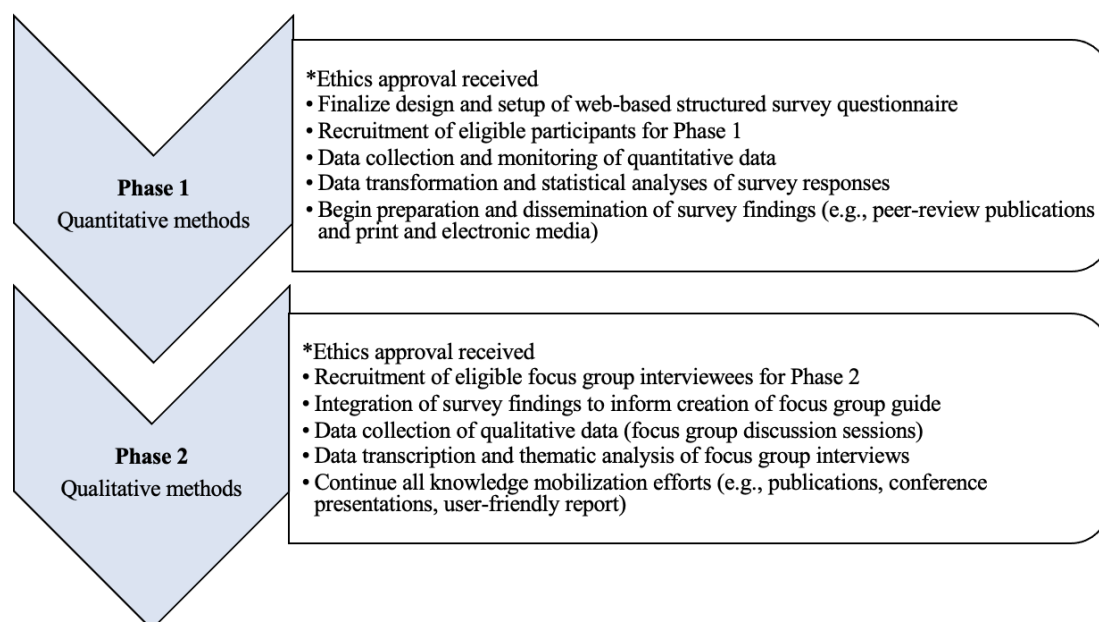 Phase 1
Quantitative methods
*Ethics approval received
• Finalize design and setup of web-based structured survey questionnaire
• Recruitment of eligible participants for Phase 1
• Data collection and monitoring of quantitative data
• Data transformation and statistical analyses of survey responses
• Begin preparation and dissemination of survey findings (e.g., peer-review publications
and print and electronic media)
Phase 2
Qualitative methods
*Ethics approval received
• Recruitment of eligible focus group interviewees for Phase 2
• Integration of survey findings to inform creation of focus group guide
• Data collection of qualitative data (focus group discussion sessions)
• Data transcription and thematic analysis of focus group interviews
• Continue all knowledge mobilization efforts (e.g., publications, conference
presentations, user-friendly report)